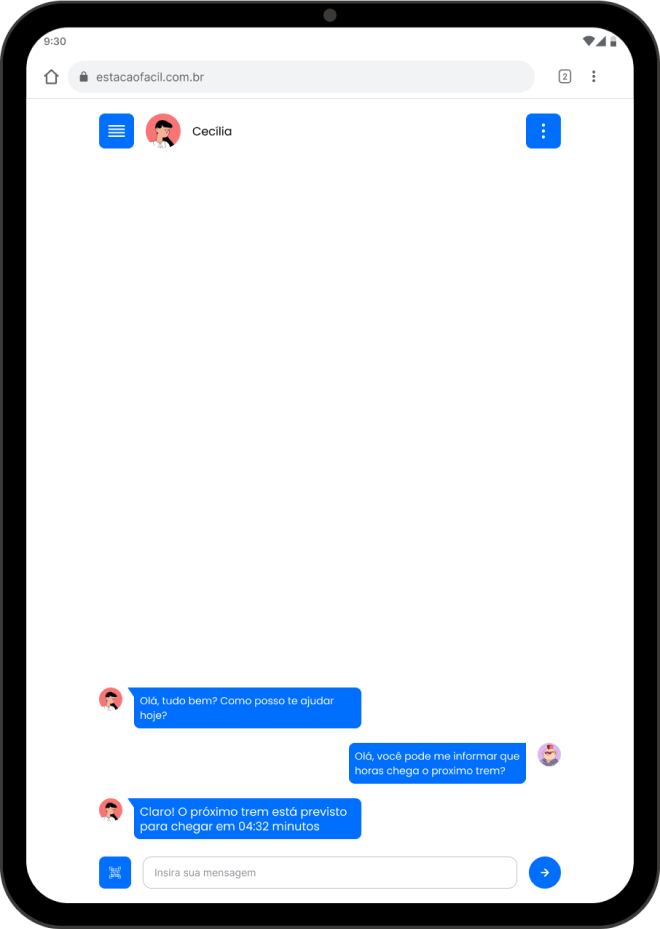 9:30
estacaofacil.com.br
2
Cecília
Olá, tudo bem? Como posso te ajudar
hoje?
Olá, você pode me informar que
horas chega o proximo trem?
Claro! O próximo trem está previsto
para chegar em 04:32 minutos
Insira sua mensagem